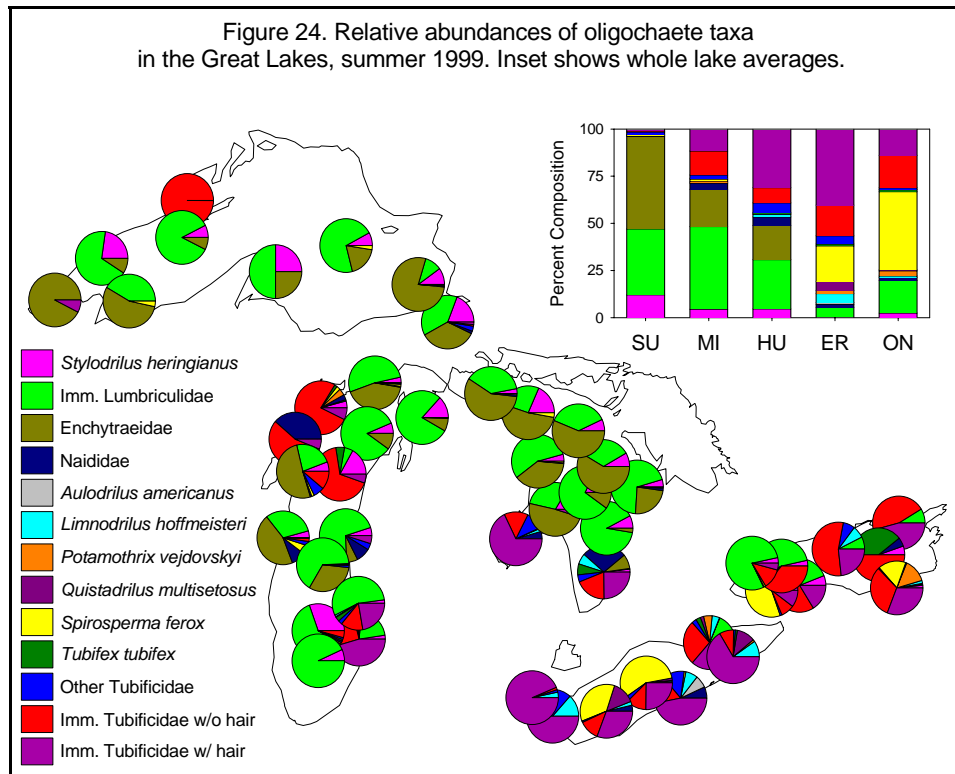 Figure 24. Relative abundances of oligochaete taxa
in the Great Lakes, summer 1999. Inset shows whole lake averages.
100
75
50
25
0
Percent Composition
SU MI HU ER ON
Stylodrilus heringianus
Imm. Lumbriculidae
Enchytraeidae
Naididae
Aulodrilus americanus
Limnodrilus hoffmeisteri
Potamothrix vejdovskyi
Quistadrilus multisetosus
Spirosperma ferox
Tubifex tubifex
Other Tubificidae
Imm. Tubificidae w/o hair
Imm. Tubificidae w/ hair